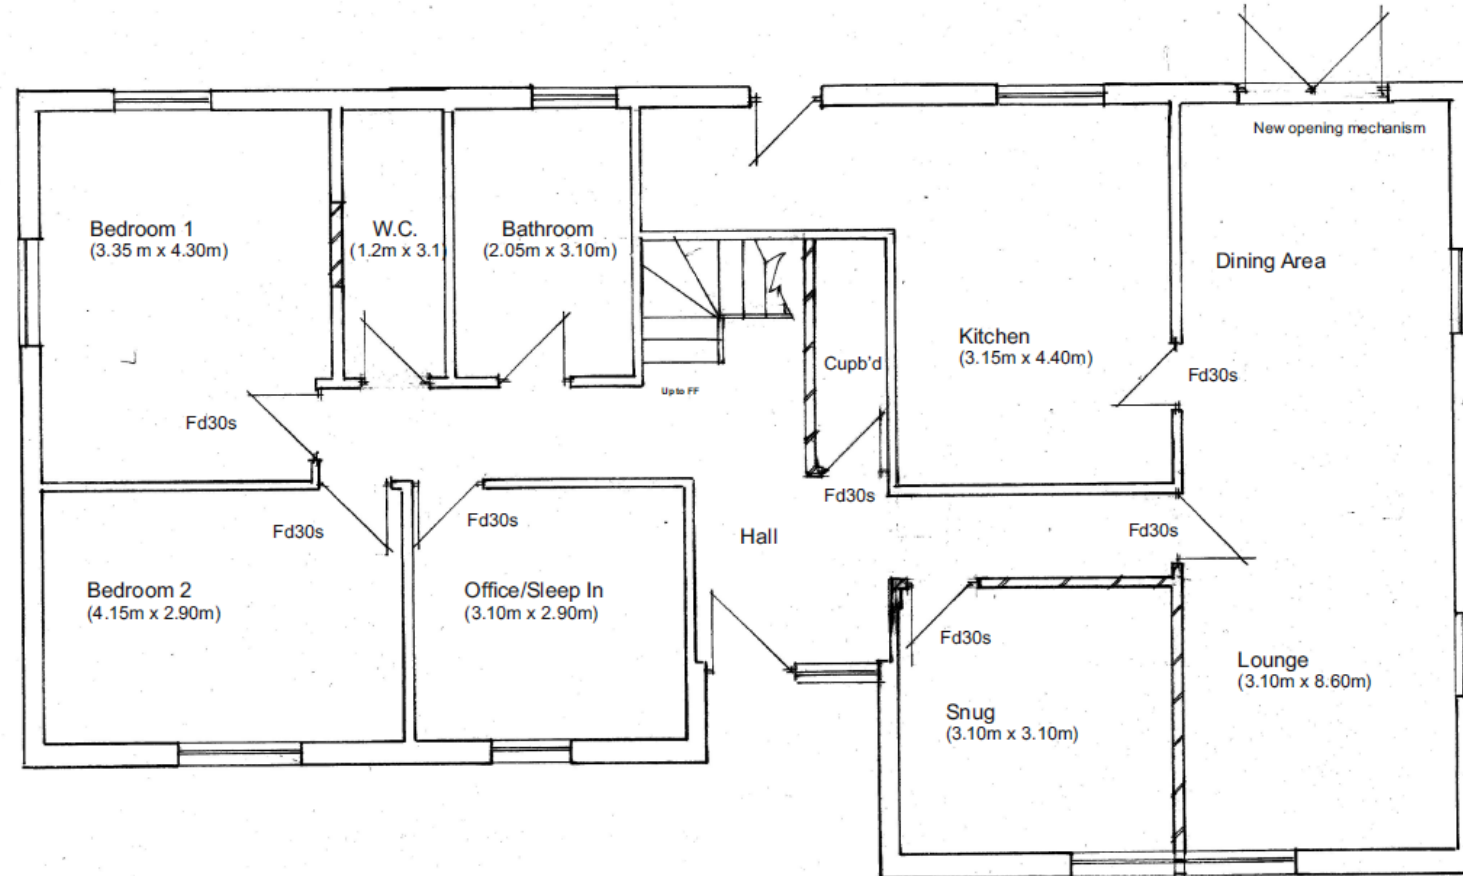 New opening mechanism
Bedroom 1
(3.35 m x 4.30m)
W.C.
(1.2m x 3.1)
Bathroom
(2.05m x 3.10m)
Dining Area
Kitchen
(3.15m x 4.40m)
Cupb'd
Fd30s
Up to FF
Fd30s
Fd30s
Fd30s
Fd30s
Fd30s
Hall
Bedroom 2
(4.15m x 2.90m)
Office/Sleep In
(3.10m x 2.90m)
Fd30s
Lounge
(3.10m x 8.60m)
Snug
(3.10m x 3.10m)